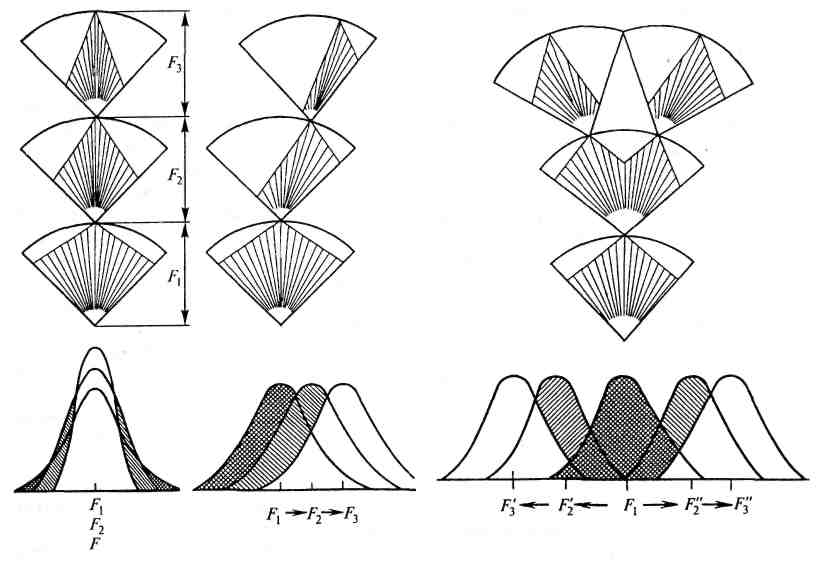 F₃
F₂
F₁
F₁
F₂
F
F₁ → F₂ → F₃
F₃′ ← F₂′ ← F₁ → F₂″ → F₃″